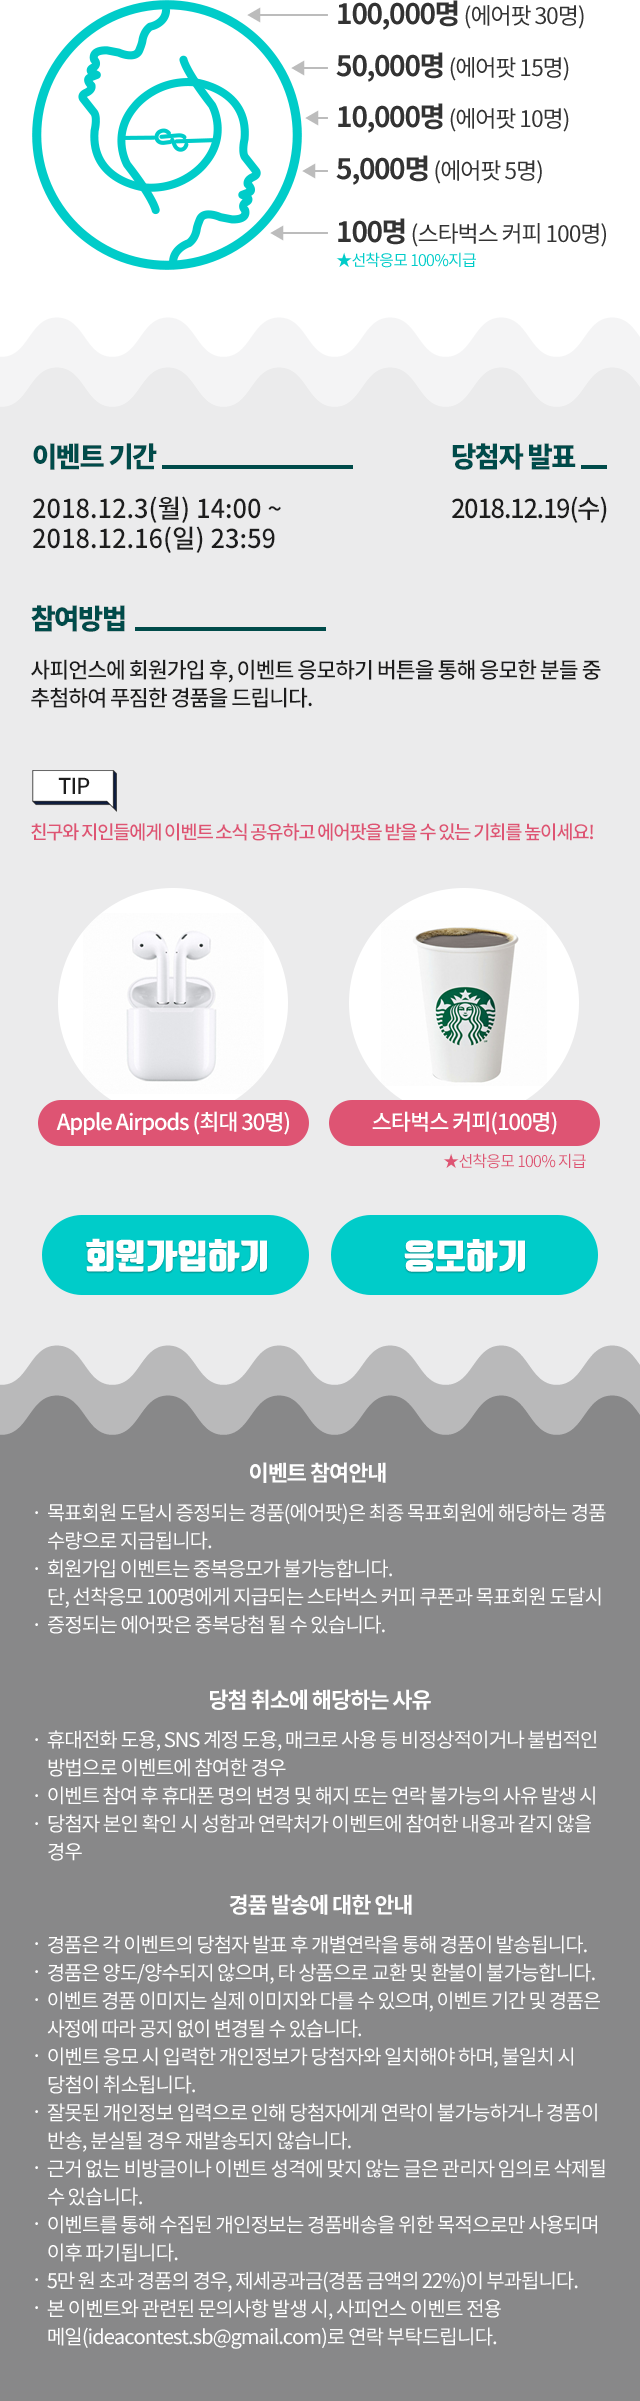 100,000명 (에어팟 30명)
50,000명 (에어팟 15명)
10,000명 (에어팟 10명)
5,000명 (에어팟 5명)
100명 (스타벅스 커피 100명)
★선착응모 100%지급
이벤트 기간
2018.12.3(월) 14:00 ~
2018.12.16(일) 23:59
당첨자 발표
2018.12.19(수)
참여방법
사피언스에 회원가입 후, 이벤트 응모하기 버튼을 통해 응모한 분들 중
추첨하여 푸짐한 경품을 드립니다.
TIP
친구와 지인들에게 이벤트 소식 공유하고 에어팟을 받을 수 있는 기회를 높이세요!
Apple Airpods (최대 30명)
스타벅스 커피(100명)
★선착응모 100% 지급
회원가입하기
응모하기
이벤트 참여안내
· 목표회원 도달시 증정되는 경품(에어팟)은 최종 목표회원에 해당하는 경품
수량으로 지급됩니다.
· 회원가입 이벤트는 중복응모가 불가능합니다.
단, 선착응모 100명에게 지급되는 스타벅스 커피 쿠폰과 목표회원 도달시
· 증정되는 에어팟은 중복당첨 될 수 있습니다.
당첨 취소에 해당하는 사유
· 휴대전화 도용, SNS 계정 도용, 매크로 사용 등 비정상적이거나 불법적인
방법으로 이벤트에 참여한 경우
· 이벤트 참여 후 휴대폰 명의 변경 및 해지 또는 연락 불가능의 사유 발생 시
· 당첨자 본인 확인 시 성함과 연락처가 이벤트에 참여한 내용과 같지 않을
경우
경품 발송에 대한 안내
· 경품은 각 이벤트의 당첨자 발표 후 개별연락을 통해 경품이 발송됩니다.
· 경품은 양도/양수되지 않으며, 타 상품으로 교환 및 환불이 불가능합니다.
· 이벤트 경품 이미지는 실제 이미지와 다를 수 있으며, 이벤트 기간 및 경품은
사정에 따라 공지 없이 변경될 수 있습니다.
· 이벤트 응모 시 입력한 개인정보가 당첨자와 일치해야 하며, 불일치 시
당첨이 취소됩니다.
· 잘못된 개인정보 입력으로 인해 당첨자에게 연락이 불가능하거나 경품이
반송, 분실될 경우 재발송되지 않습니다.
· 근거 없는 비방글이나 이벤트 성격에 맞지 않는 글은 관리자 임의로 삭제될
수 있습니다.
· 이벤트를 통해 수집된 개인정보는 경품배송을 위한 목적으로만 사용되며
이후 파기됩니다.
· 5만 원 초과 경품의 경우, 제세공과금(경품 금액의 22%)이 부과됩니다.
· 본 이벤트와 관련된 문의사항 발생 시, 사피언스 이벤트 전용
메일(ideacontest.sb@gmail.com)로 연락 부탁드립니다.